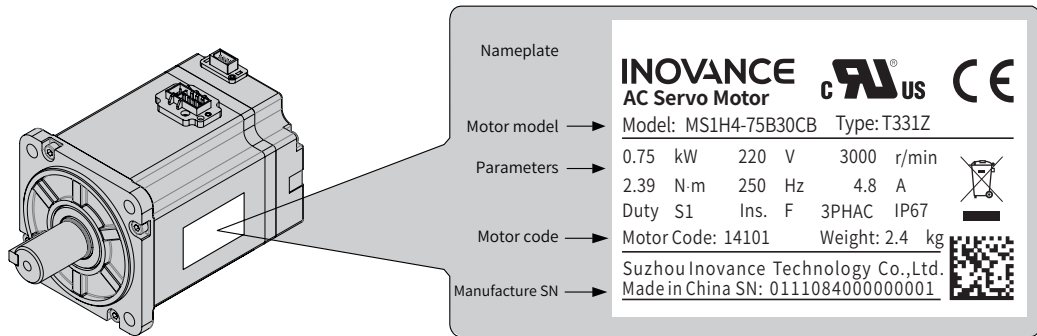 Nameplate
INOVANCE
AC Servo Motor
c RU ® US CE
Motor model
Model: MS1H4-75B30CB Type: T331Z
Parameters
0.75 kW 220 V 3000 r/min
2.39 N·m 250 Hz 4.8 A
Duty S1 Ins. F 3PHAC IP67
Motor code
Motor Code: 14101 Weight: 2.4 kg
Manufacture SN
Suzhou Inovance Technology Co.,Ltd.
Made in China SN: 0111084000000001